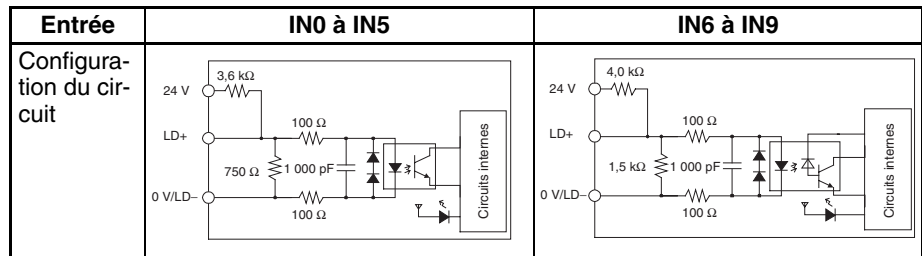 Entrée
IN0 à IN5
IN6 à IN9
Configura-
tion du cir-
cuit
24 V
3,6 kΩ
LD+
100 Ω
750 Ω
1 000 pF
0 V/LD−
100 Ω
Circuits internes
24 V
4,0 kΩ
LD+
100 Ω
1,5 kΩ
1 000 pF
0 V/LD−
100 Ω
Circuits internes